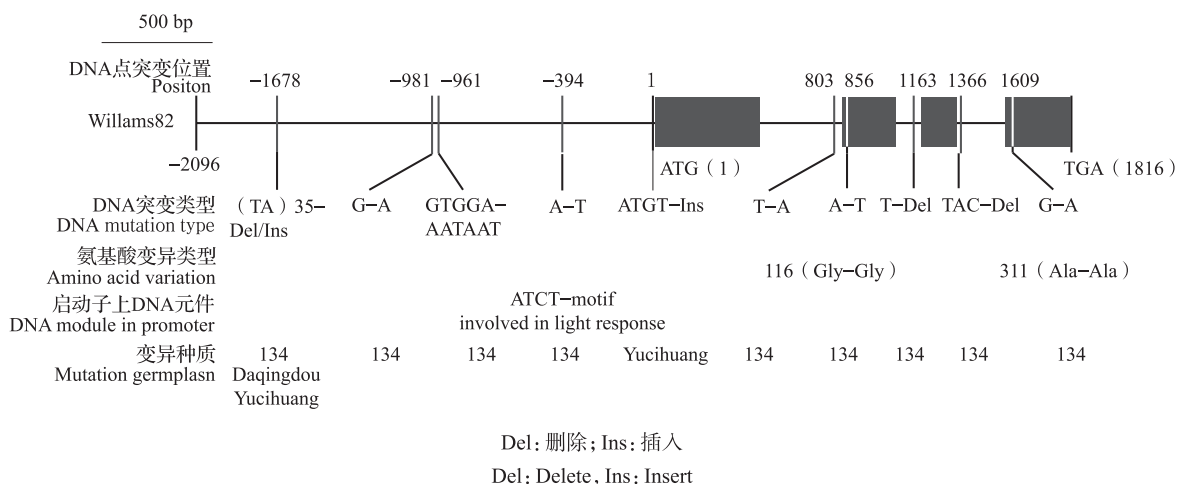 500 bp
DNA点突变位置
Positon
−1678
−981
−961
−394
1
803
856
1163
1366
1609
Willams82
−2096
ATG（1）
TGA（1816）
DNA突变类型
DNA mutation type
（TA）35−
Del/Ins
G−A
GTGGA−
AATAAT
A−T
ATGT−Ins
T−A
A−T
T−Del
TAC−Del
G−A
氨基酸变异类型
Amino acid variation
116（Gly−Gly）
311（Ala−Ala）
启动子上DNA元件
DNA module in promoter
ATCT−motif
involved in light response
变异种质
Mutation germplasn
134
Daqingdou
Yucihuang
134
134
134
Yucihuang
134
134
134
134
134
Del: 删除; Ins: 插入
Del: Delete, Ins: Insert